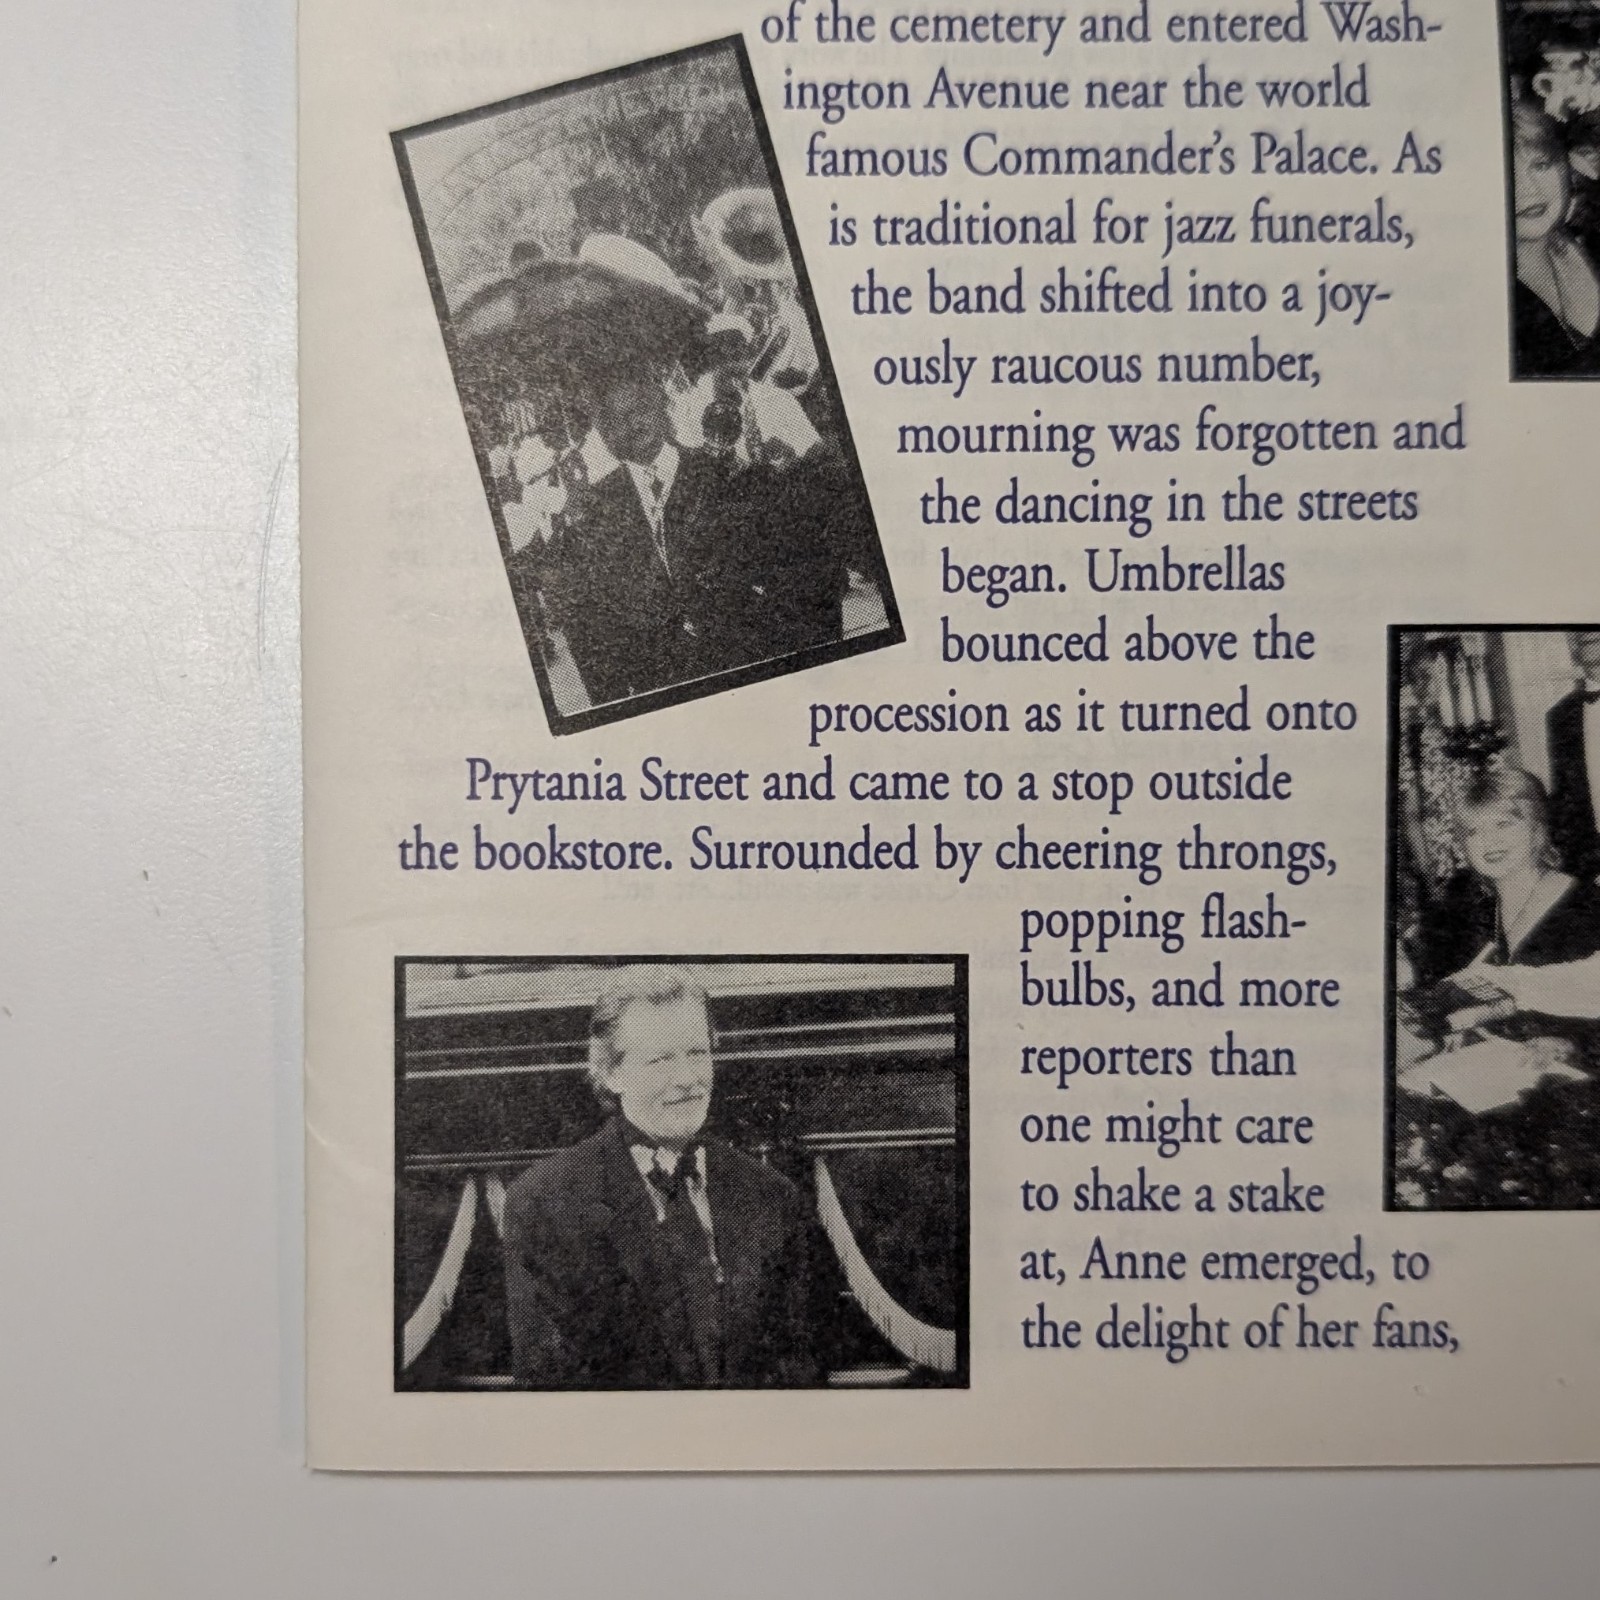 of the cemetery and entered Wash-
ington Avenue near the world
famous Commander's Palace. As
is traditional for jazz funerals,
the band shifted into a joy-
ously raucous number,
mourning was forgotten and
the dancing in the streets
began. Umbrellas
bounced above the
procession as it turned onto
Prytania Street and came to a stop outside
the bookstore. Surrounded by cheering throngs,
popping flash-
bulbs, and more
reporters than
one might care
to shake a stake
at, Anne emerged, to
the delight of her fans,